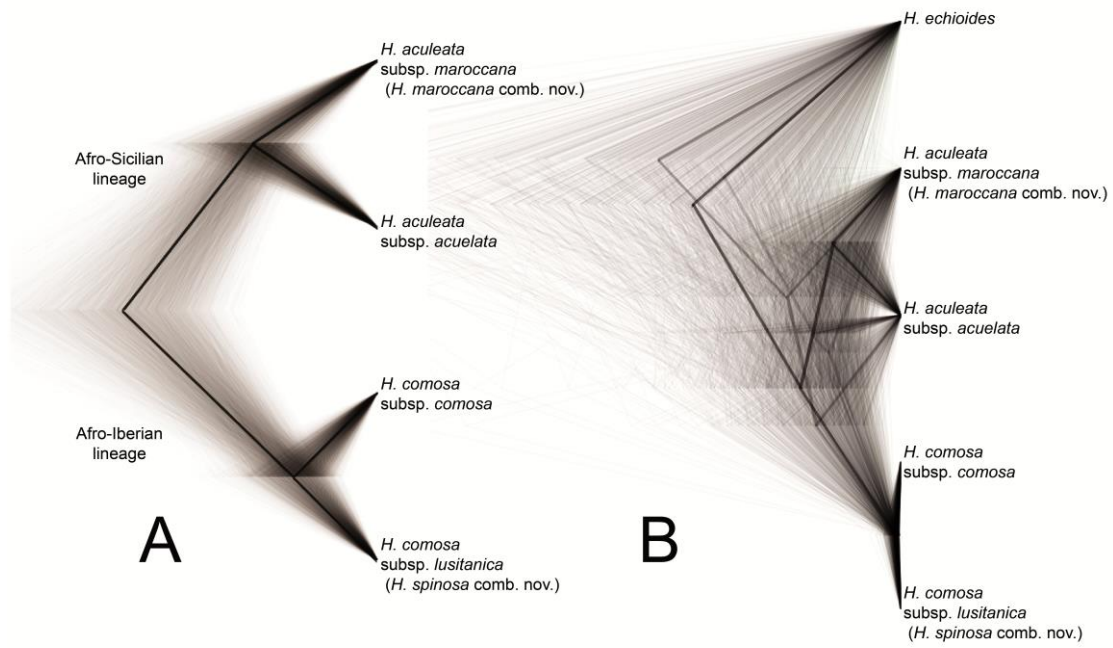 H. aculeata
subsp. maroccana
(H. maroccana comb. nov.)
Afro-Sicilian
lineage
H. aculeata
subsp. acuelata
H. comosa
subsp. comosa
Afro-Iberian
lineage
A
H. comosa
subsp. lusitanica
(H. spinosa comb. nov.)
H. echioides
H. aculeata
subsp. maroccana
(H. maroccana comb. nov.)
H. aculeata
subsp. acuelata
H. comosa
subsp. comosa
B
H. comosa
subsp. lusitanica
(H. spinosa comb. nov.)